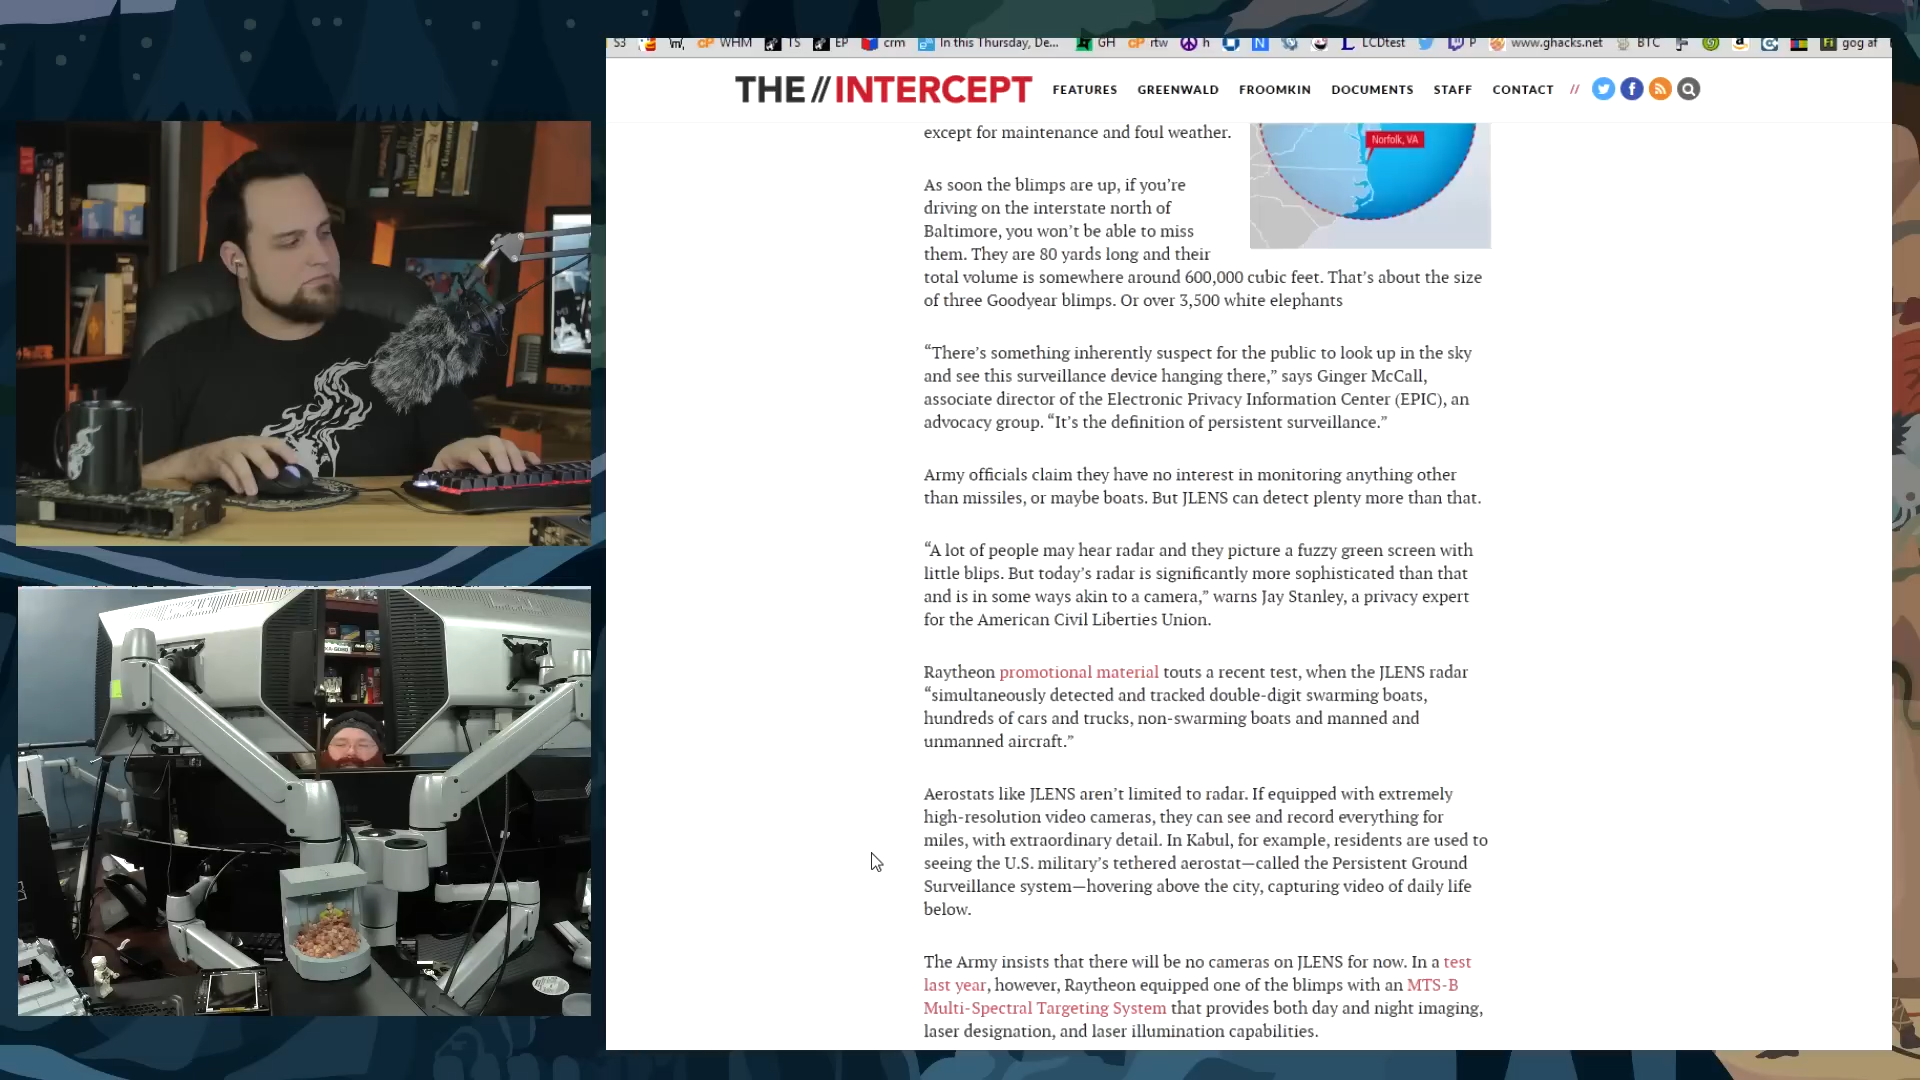 S3
WHM
TS
EP
crm
In this Thursday, De...
GH
rtw
h
LCDtest
P
www.ghacks.net
BTC
gog af
THE // INTERCEPT
FEATURES
GREENWALD
FROOMKIN
DOCUMENTS
STAFF
CONTACT
//
Norfolk, VA
except for maintenance and foul weather.
As soon the blimps are up, if you’re
driving on the interstate north of
Baltimore, you won’t be able to miss
them. They are 80 yards long and their
total volume is somewhere around 600,000 cubic feet. That’s about the size
of three Goodyear blimps. Or over 3,500 white elephants
“There’s something inherently suspect for the public to look up in the sky
and see this surveillance device hanging there,” says Ginger McCall,
associate director of the Electronic Privacy Information Center (EPIC), an
advocacy group. “It’s the definition of persistent surveillance.”
Army officials claim they have no interest in monitoring anything other
than missiles, or maybe boats. But JLENS can detect plenty more than that.
“A lot of people may hear radar and they picture a fuzzy green screen with
little blips. But today’s radar is significantly more sophisticated than that
and is in some ways akin to a camera,” warns Jay Stanley, a privacy expert
for the American Civil Liberties Union.
Raytheon promotional material touts a recent test, when the JLENS radar
“simultaneously detected and tracked double-digit swarming boats,
hundreds of cars and trucks, non-swarming boats and manned and
unmanned aircraft.”
Aerostats like JLENS aren’t limited to radar. If equipped with extremely
high-resolution video cameras, they can see and record everything for
miles, with extraordinary detail. In Kabul, for example, residents are used to
seeing the U.S. military’s tethered aerostat—called the Persistent Ground
Surveillance system—hovering above the city, capturing video of daily life
below.
The Army insists that there will be no cameras on JLENS for now. In a test
last year, however, Raytheon equipped one of the blimps with an MTS-B
Multi-Spectral Targeting System that provides both day and night imaging,
laser designation, and laser illumination capabilities.